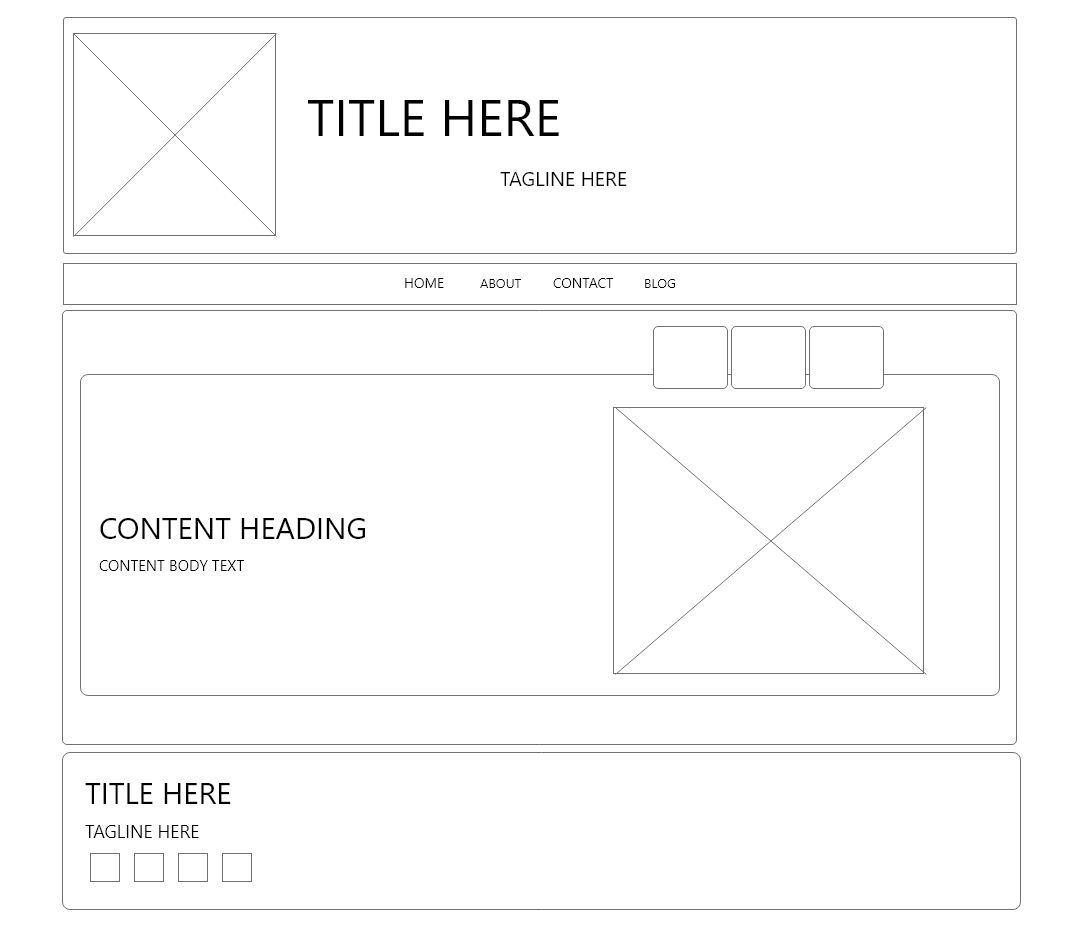 TITLE HERE
TAGLINE HERE
HOME ABOUT CONTACT BLOG
CONTENT HEADING
CONTENT BODY TEXT
TITLE HERE
TAGLINE HERE